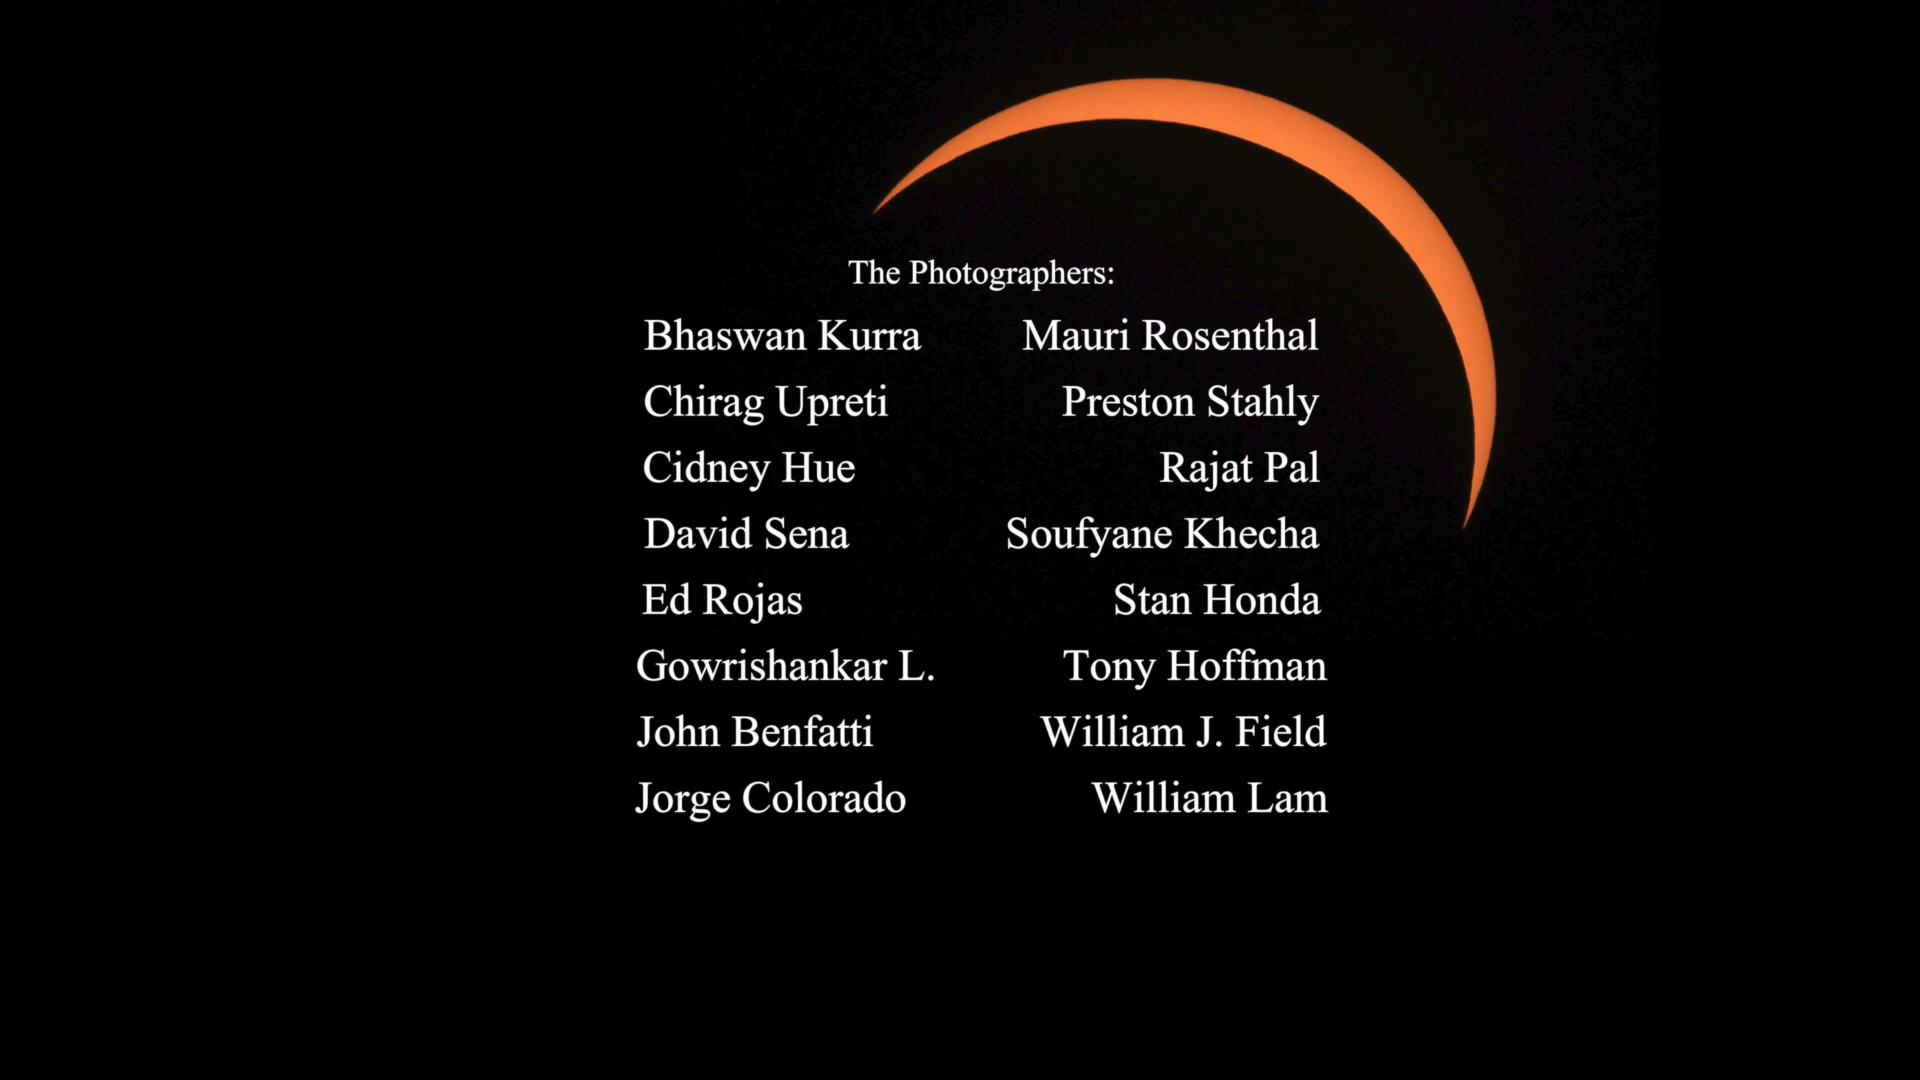 The Photographers:
Bhaswan Kurra
Chirag Upreti
Cidney Hue
David Sena
Ed Rojas
Gowrishankar L.
John Benfatti
Jorge Colorado
Mauri Rosenthal
Preston Stahly
Rajat Pal
Soufyane Khecha
Stan Honda
Tony Hoffman
William J. Field
William Lam